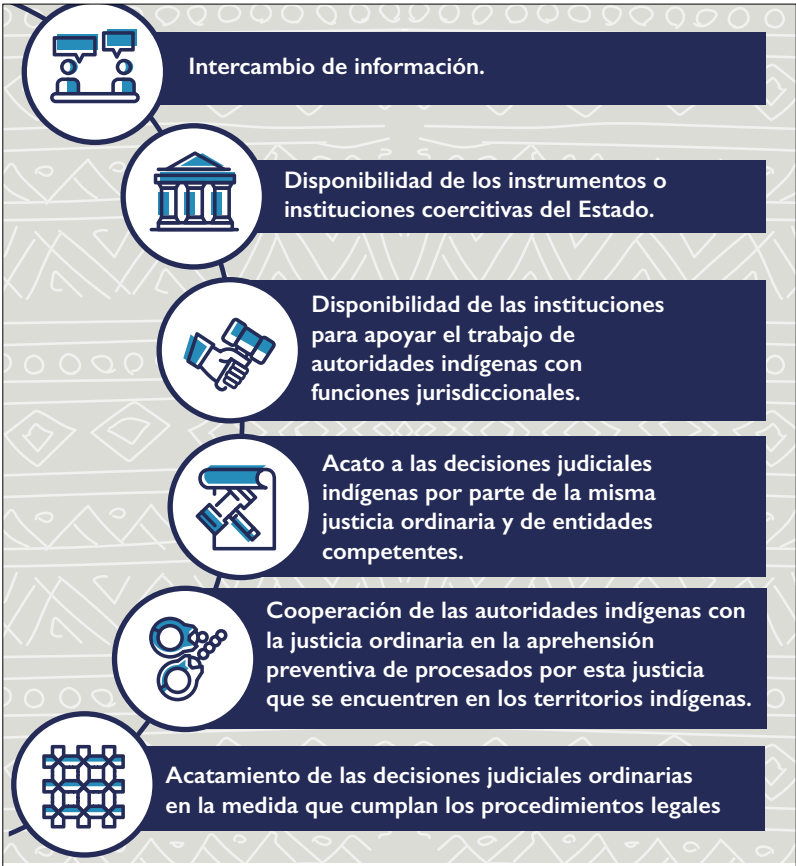 Intercambio de información.
Disponibilidad de los instrumentos o
instituciones coercitivas del Estado.
Disponibilidad de las instituciones
para apoyar el trabajo de
autoridades indígenas con
funciones jurisdiccionales.
Acato a las decisiones judiciales
indígenas por parte de la misma
justicia ordinaria y de entidades
competentes.
Cooperación de las autoridades indígenas con
la justicia ordinaria en la aprehensión
preventiva de procesados por esta justicia
que se encuentren en los territorios indígenas.
Acatamiento de las decisiones judiciales ordinarias
en la medida que cumplan los procedimientos legales